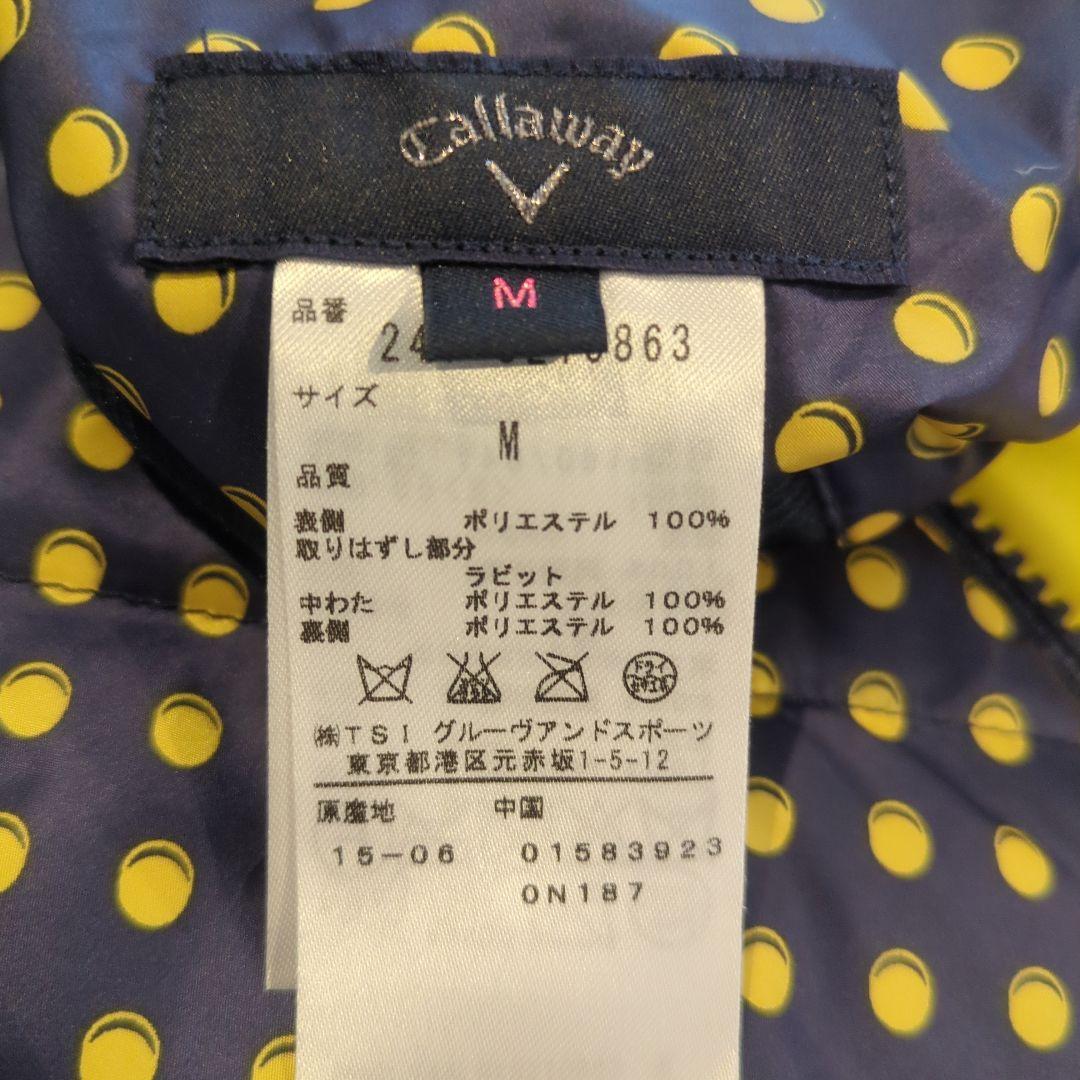 Callaway
M
品番
863
サイズ
M
品質
表側 ポリエステル 100%
取りはずし部分
ラビット
中わた ポリエステル 100%
裏側 ポリエステル 100%
ドライ
㈱TSI グルーヴアンドスポーツ
東京都港区元赤坂1-5-12
原産地 中国
15-06 01583923
0N187